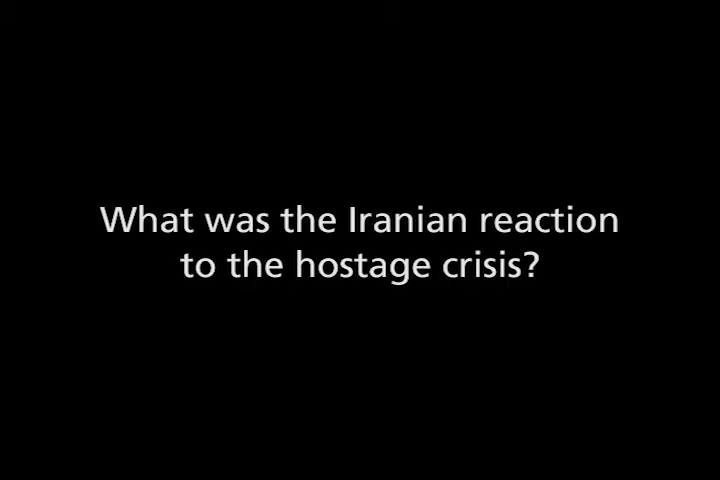 What was the Iranian reaction
to the hostage crisis?